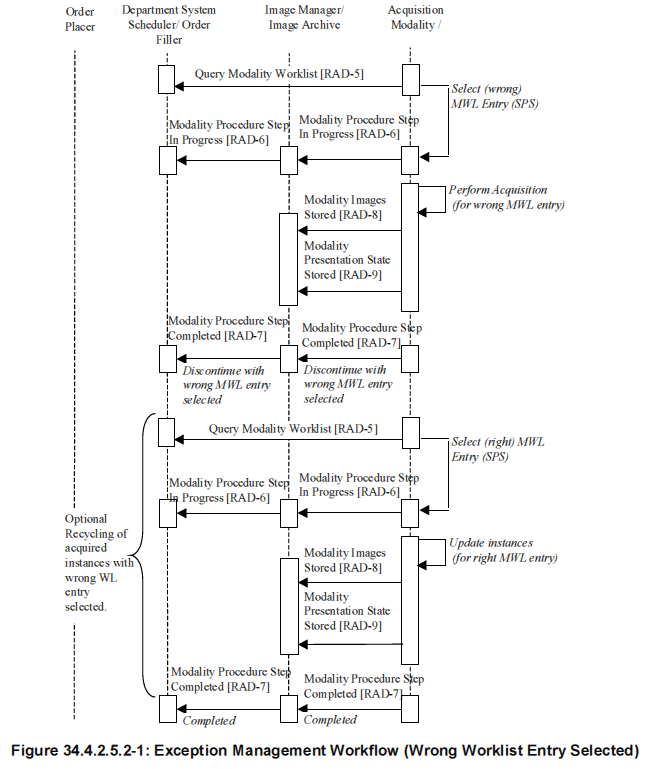 Order
Placer
Department System
Scheduler/ Order
Filler
Image Manager/
Image Archive
Acquisition
Modality /
Query Modality Worklist [RAD-5]
Select (wrong)
MWL Entry (SPS)
Modality Procedure Step
In Progress [RAD-6]
Modality Procedure Step
In Progress [RAD-6]
Perform Acquisition
(for wrong MWL entry)
Modality Images
Stored [RAD-8]
Modality
Presentation State
Stored [RAD-9]
Modality Procedure Step
Completed [RAD-7]
Modality Procedure Step
Completed [RAD-7]
Discontinue with
wrong MWL entry
selected
Discontinue with
wrong MWL entry
selected
Query Modality Worklist [RAD-5]
Select (right) MWL
Entry (SPS)
Modality Procedure Step
In Progress [RAD-6]
Modality Procedure Step
In Progress [RAD-6]
Optional
Recycling of
acquired
instances with
wrong WL
entry
selected.
Update instances
(for right MWL entry)
Modality Images
Stored [RAD-8]
Modality
Presentation State
Stored [RAD-9]
Modality Procedure Step
Completed [RAD-7]
Modality Procedure Step
Completed [RAD-7]
Completed
Completed
Figure 34.4.2.5.2-1: Exception Management Workflow (Wrong Worklist Entry Selected)